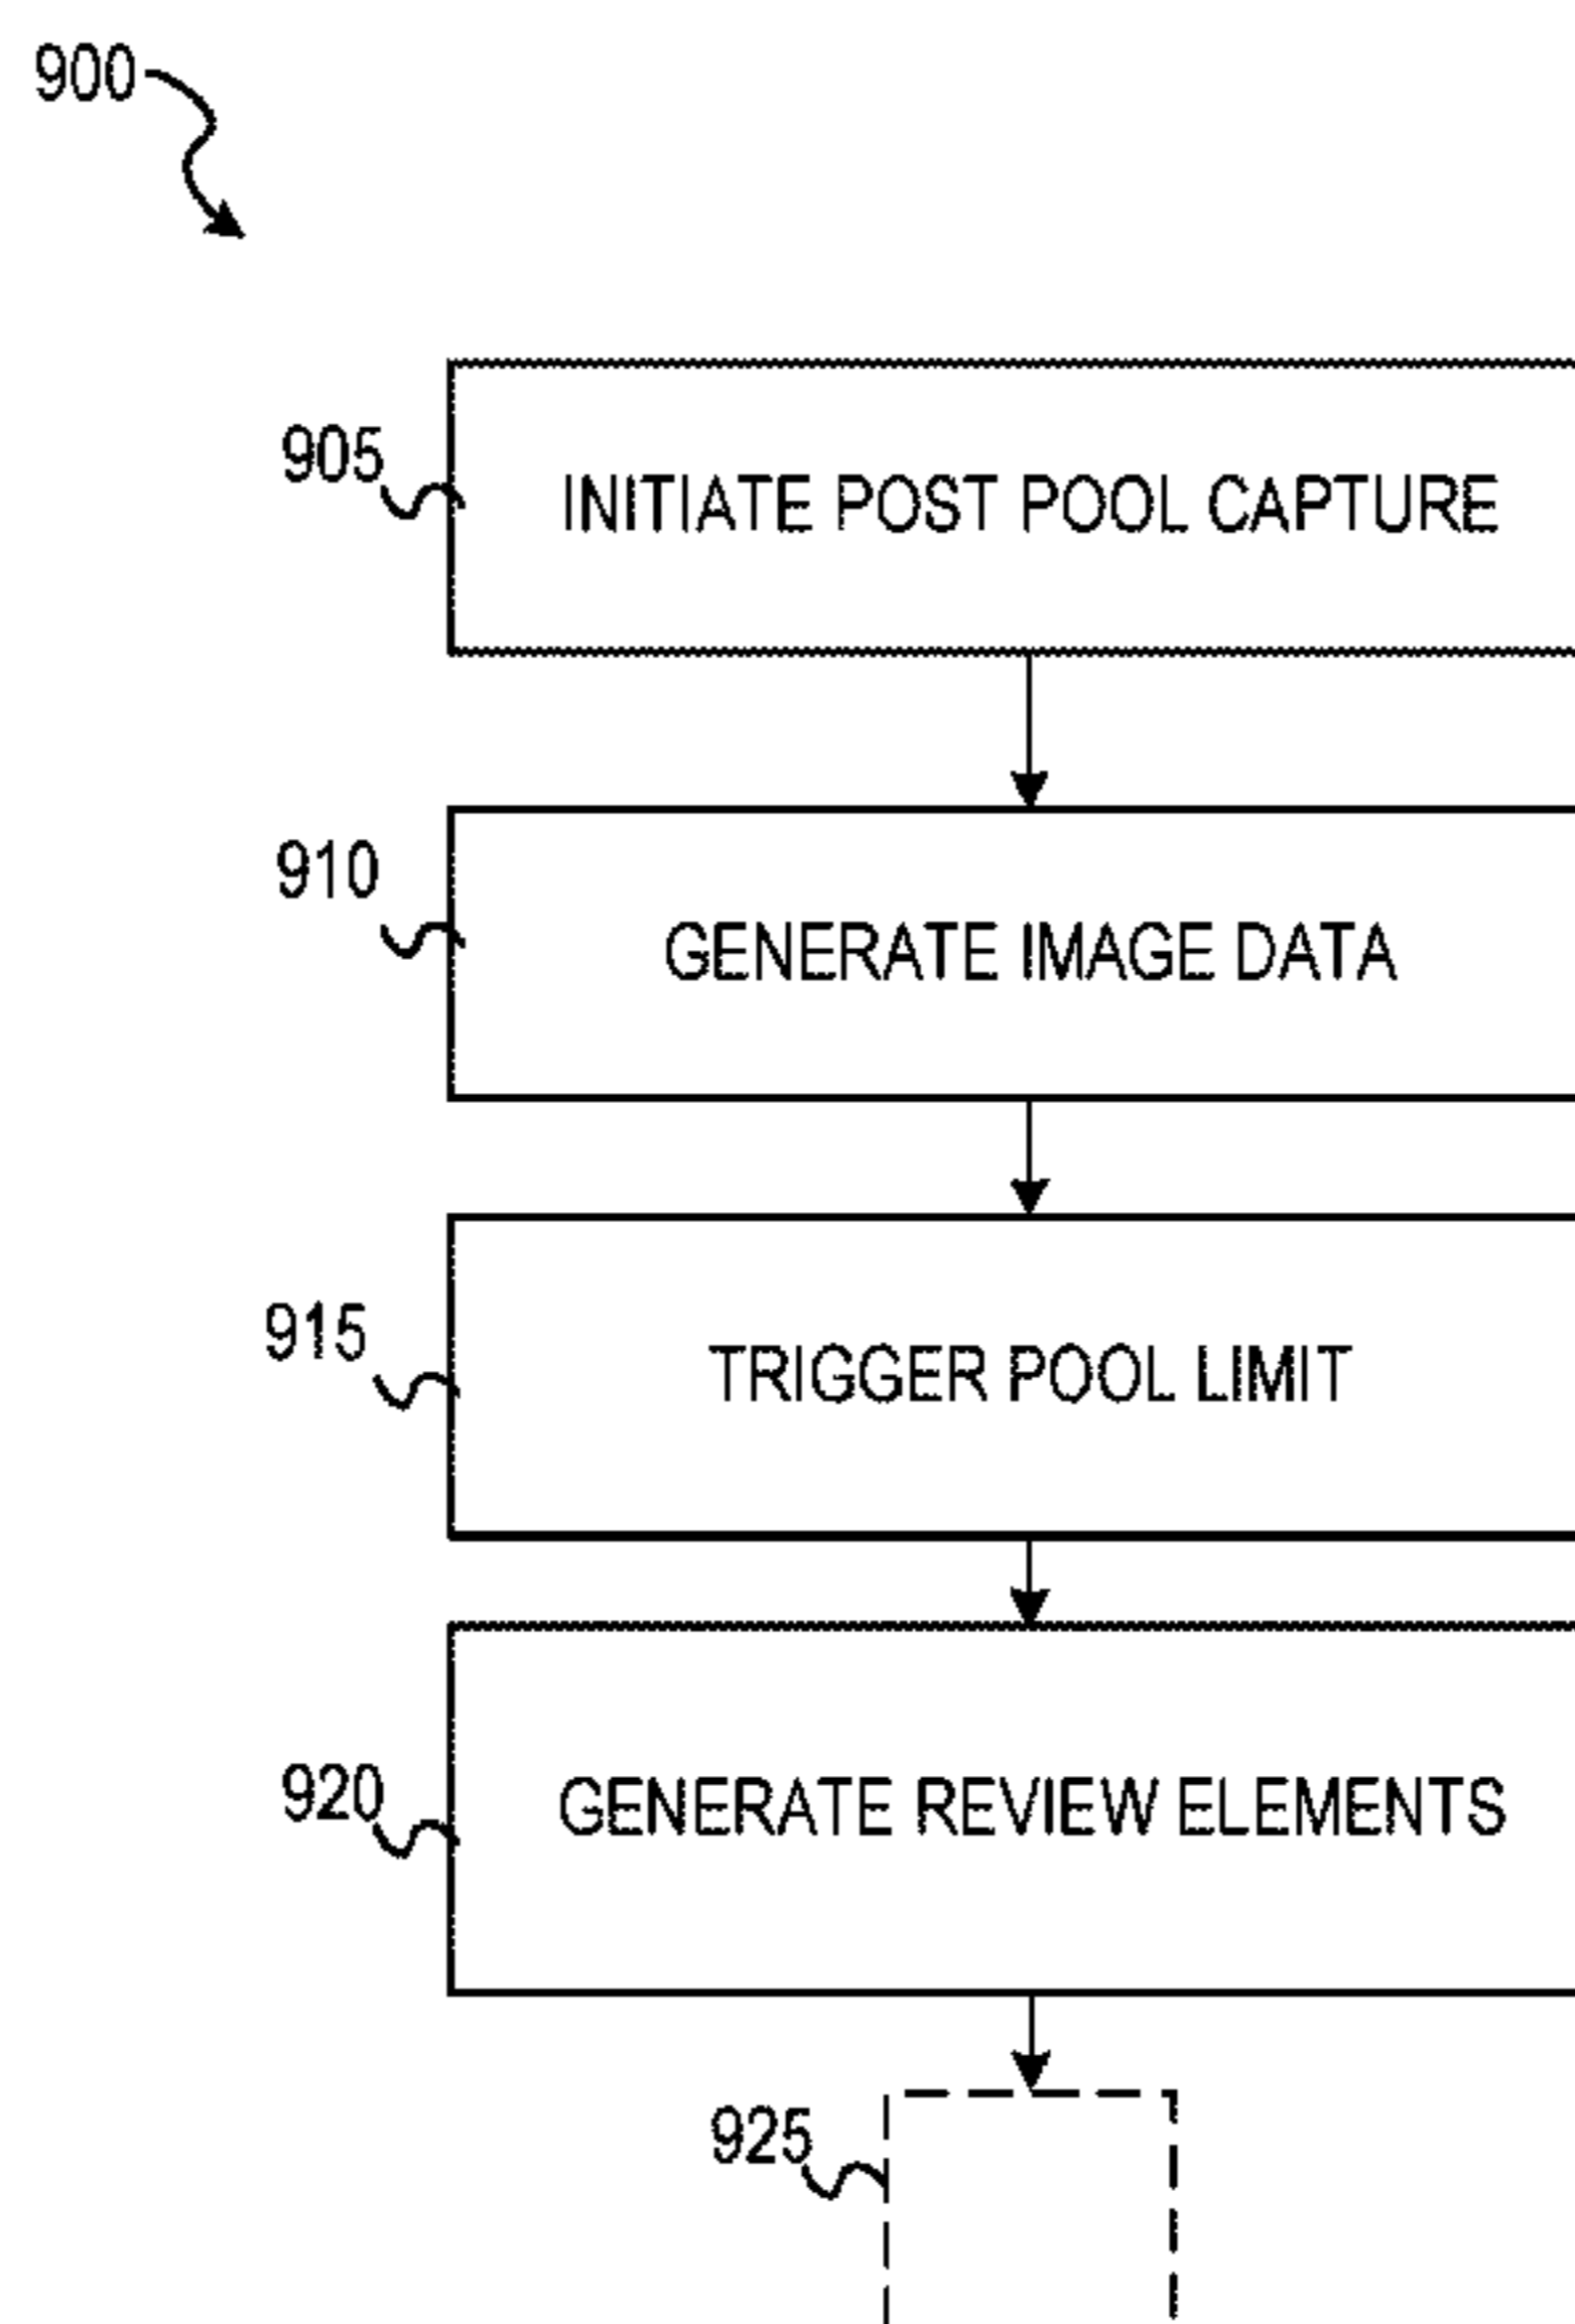 900
905
INITIATE POST POOL CAPTURE
910
GENERATE IMAGE DATA
915
TRIGGER POOL LIMIT
920
GENERATE REVIEW ELEMENTS
925